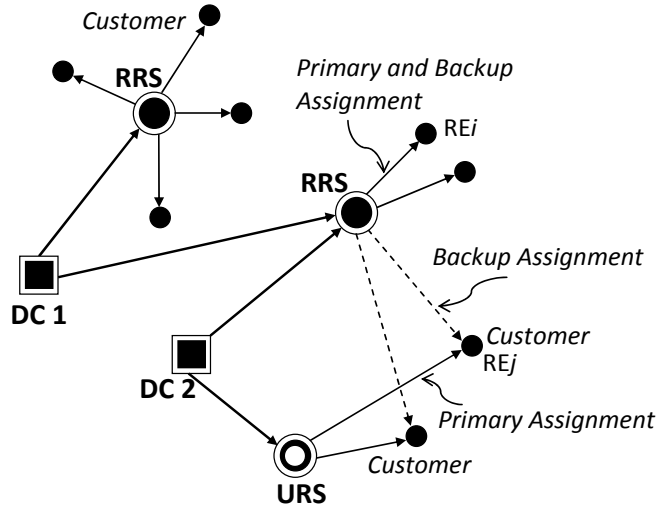 Customer
RRS
Primary and Backup
Assignment
REi
RRS
Backup Assignment
DC 1
Customer
REj
DC 2
Primary Assignment
Customer
URS